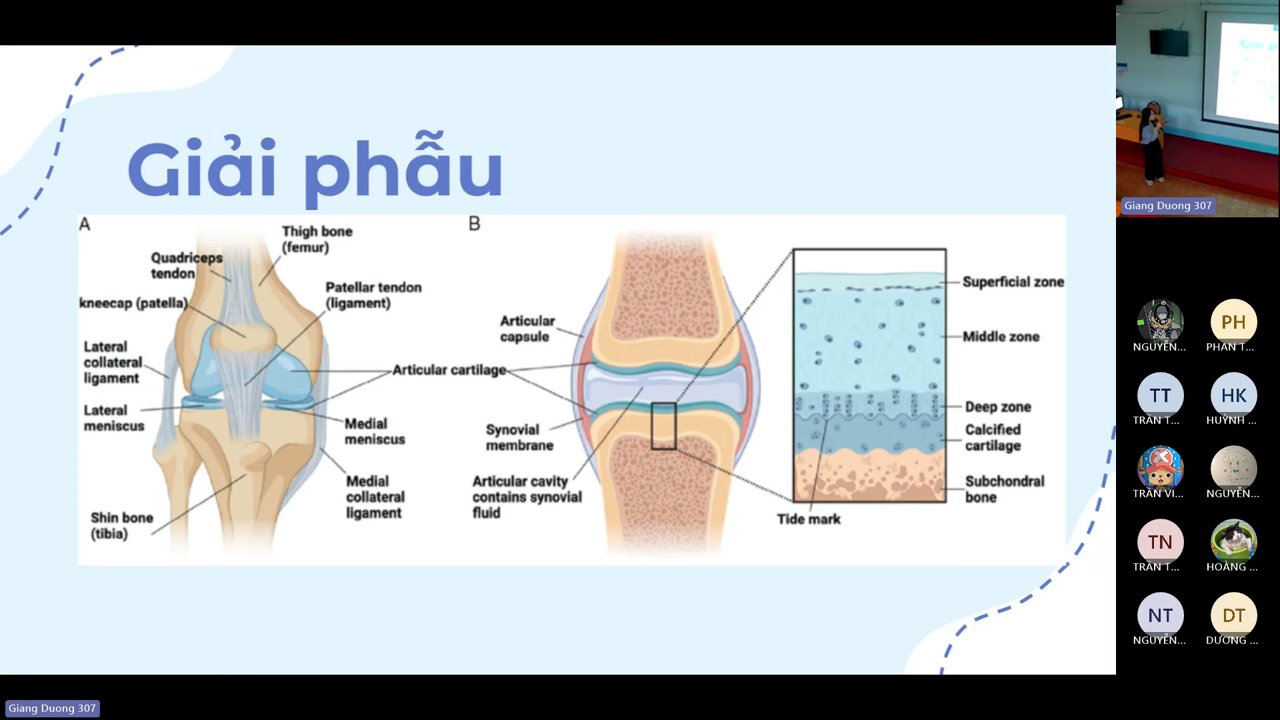 Giải phẫu
A
Thigh bone
(femur)
Quadriceps
tendon
Patellar tendon
(ligament)
kneecap (patella)
Lateral
collateral
ligament
Articular cartilage
Lateral
meniscus
Medial
meniscus
Medial
collateral
ligament
Shin bone
(tibia)
B
Articular
capsule
Synovial
membrane
Articular cavity
contains synovial
fluid
Superficial zone
Middle zone
Deep zone
Calcified
cartilage
Subchondral
bone
Tide mark
Giang Duong 307
NGUYỄN...
PH
PHAN T...
TT
TRẦN T...
HK
HUỲNH ...
TRẦN VI...
NGUYỄN...
TN
TRẦN T...
HOÀNG ...
NT
NGUYỄN...
DT
DƯƠNG ...
Giang Duong 307